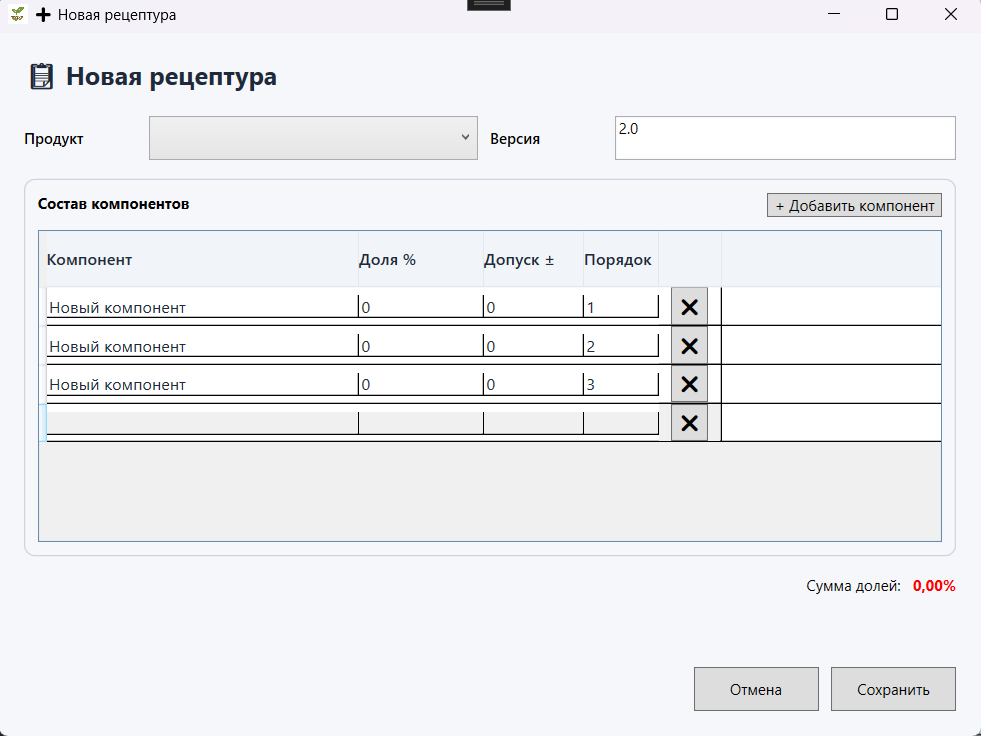 Новая рецептура
Новая рецептура
Продукт
Версия
2.0
Состав компонентов
+ Добавить компонент
Компонент Доля % Допуск ± Порядок
Новый компонент 0 0 1
Новый компонент 0 0 2
Новый компонент 0 0 3
Сумма долей: 0,00%
Отмена
Сохранить